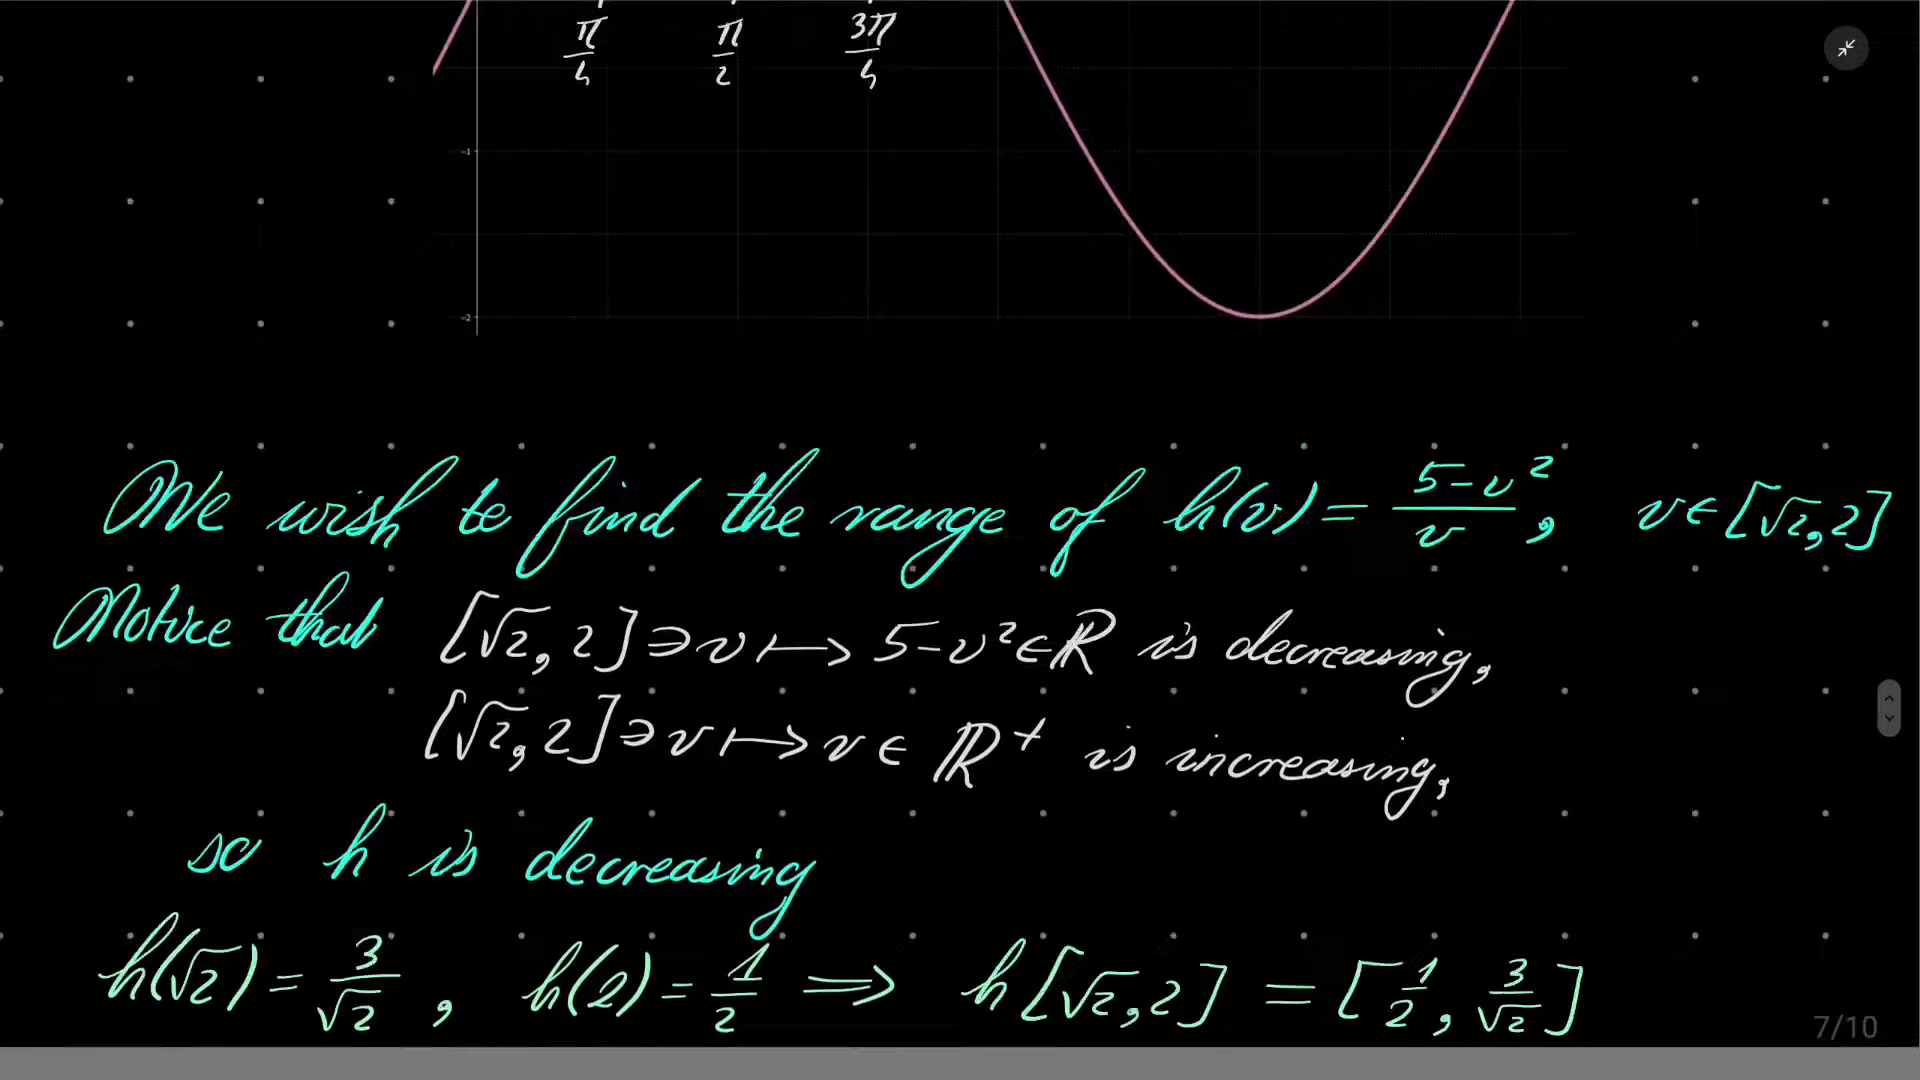 π/4 π/2 3π/4
-1
-2
We wish to find the range of h(v) = (5-v²)/v, v∈[√2,2]
Notice that [√2,2]∋v↦5-v²∈ℝ is decreasing,
[√2,2]∋v↦v∈ℝ⁺ is increasing,
so h is decreasing
h(√2) = 3/√2, h(2) = 1/2 ⟹ h[√2,2] = [1/2, 3/√2]
7/10